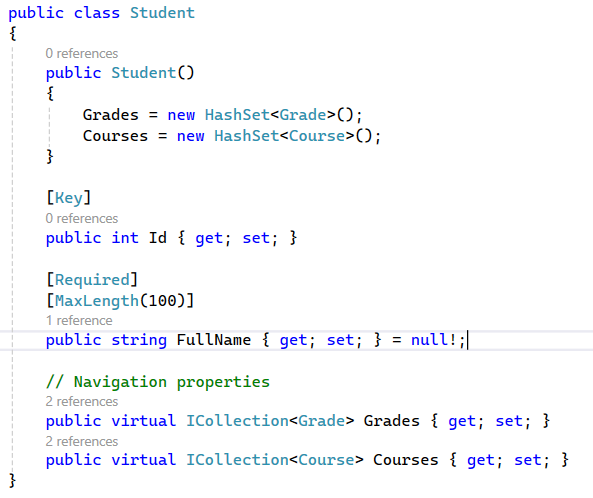 public class Student
{
0 references
public Student()
{
Grades = new HashSet<Grade>();
Courses = new HashSet<Course>();
}
[Key]
0 references
public int Id { get; set; }
[Required]
[MaxLength(100)]
1 reference
public string FullName { get; set; } = null!;
// Navigation properties
2 references
public virtual ICollection<Grade> Grades { get; set; }
2 references
public virtual ICollection<Course> Courses { get; set; }
}